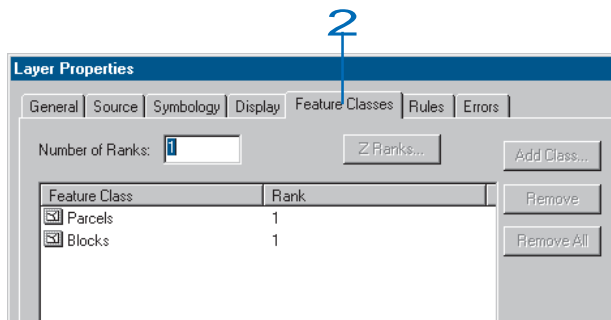 2
Layer Properties
General Source Symbology Display Feature Classes Rules Errors
Number of Ranks: 1 Z Ranks... Add Class...
Feature Class Rank Remove
Parcels 1
Blocks 1 Remove All